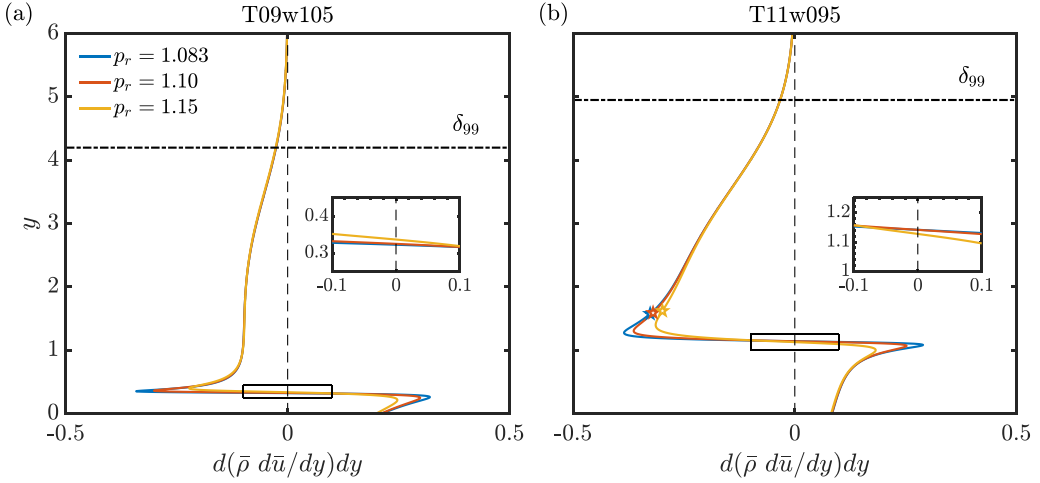 (a) T09w105
6
5
4
3
2
1
0
y
p_r = 1.083
p_r = 1.10
p_r = 1.15
δ99
0.4
0.3
-0.1 0 0.1
-0.5 0 0.5
d(ρ̄ dū/dy)dy
(b) T11w095
δ99
1.2
1.1
1
-0.1 0 0.1
-0.5 0 0.5
d(ρ̄ dū/dy)dy